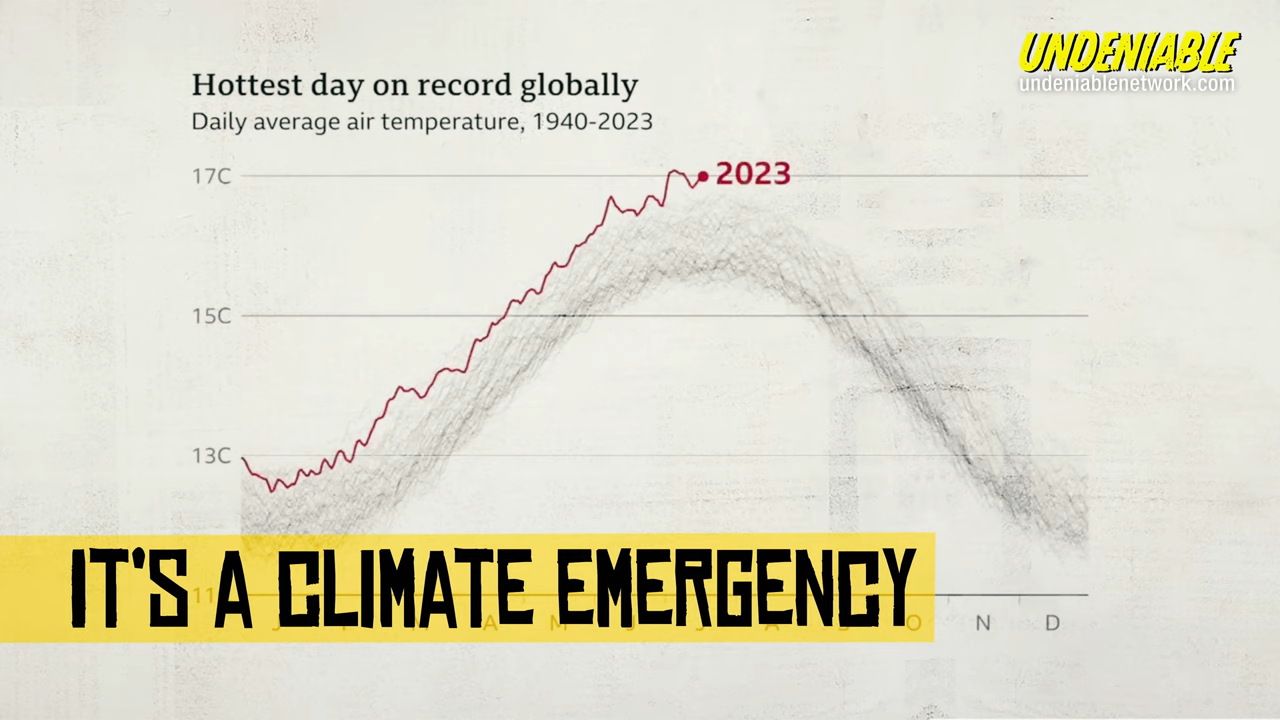 UNDENIABLE
undeniablenetwork.com
Hottest day on record globally
Daily average air temperature, 1940-2023
17C
2023
15C
13C
IT'S A CLIMATE EMERGENCY
11
J F M A M J J A S O N D